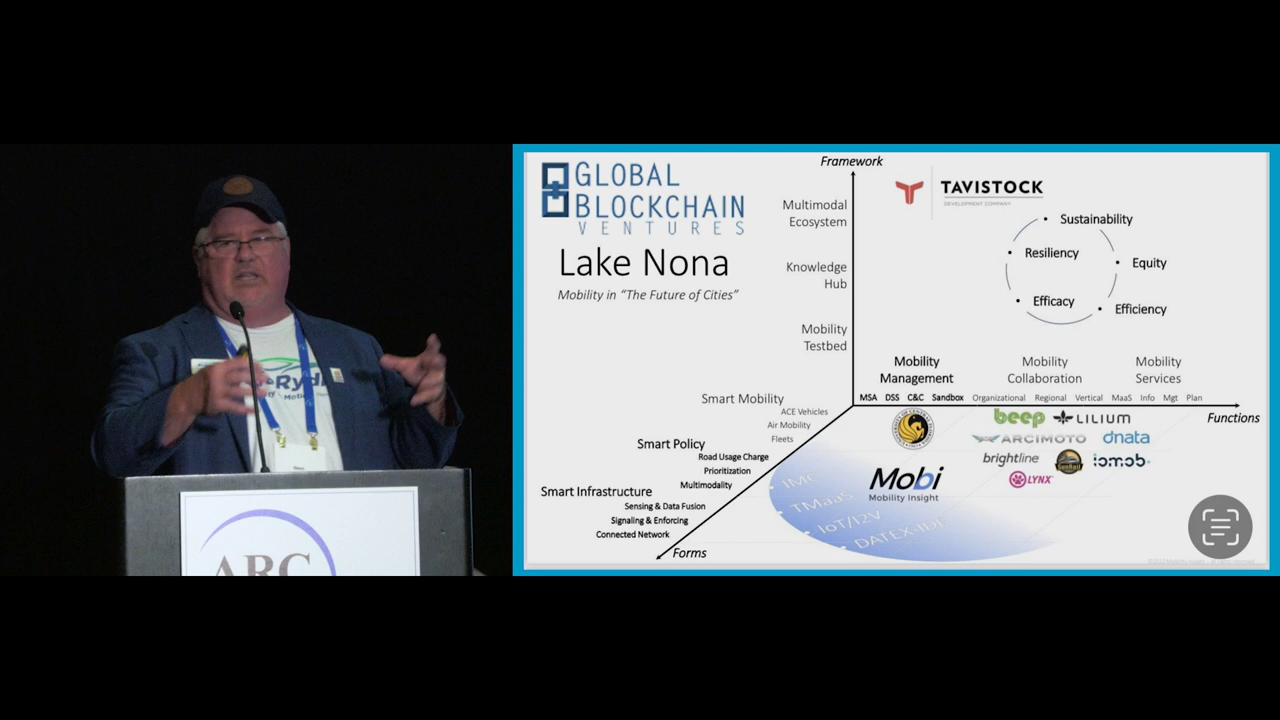 ARC
GLOBAL
BLOCKCHAIN
VENTURES
Lake Nona
Mobility in "The Future of Cities"
Framework
Multimodal
Ecosystem
Knowledge
Hub
Mobility
Testbed
TAVISTOCK
DEVELOPMENT COMPANY
Sustainability
Resiliency
Equity
Efficacy
Efficiency
Mobility
Management
Mobility
Collaboration
Mobility
Services
MSA DSS C&C Sandbox Organizational Regional Vertical MaaS Info Mgt Plan
Functions
Smart Mobility
ACE Vehicles
Air Mobility
Fleets
Smart Policy
Road Usage Charge
Prioritization
Multimodality
Smart Infrastructure
Sensing & Data Fusion
Signaling & Enforcing
Connected Network
Forms
beep LILIUM
ARCIMOTO dnata
brightline SunRail iomob
LYNX
Mobi
Mobility Insight
IMC
TMaaS
IoT/I2V